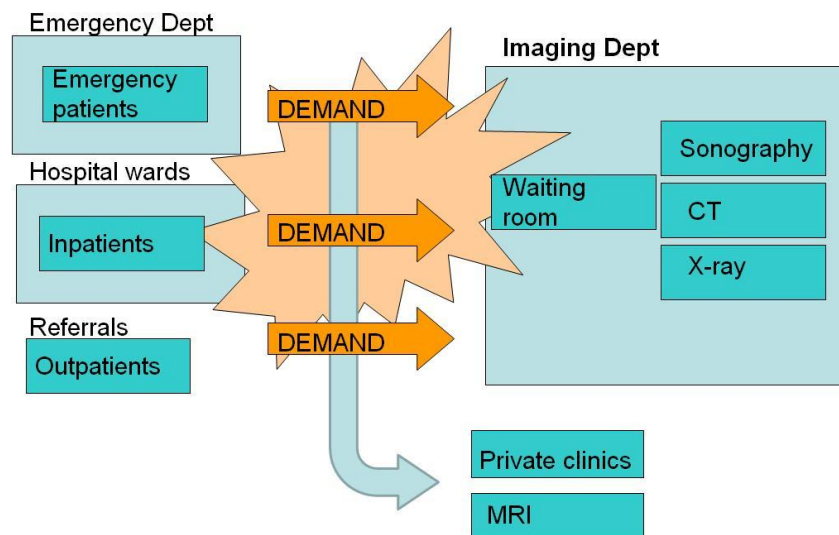 Emergency Dept
Emergency
patients
DEMAND
Hospital wards
Inpatients
DEMAND
Referrals
Outpatients
DEMAND
Imaging Dept
Waiting
room
Sonography
CT
X-ray
Private clinics
MRI